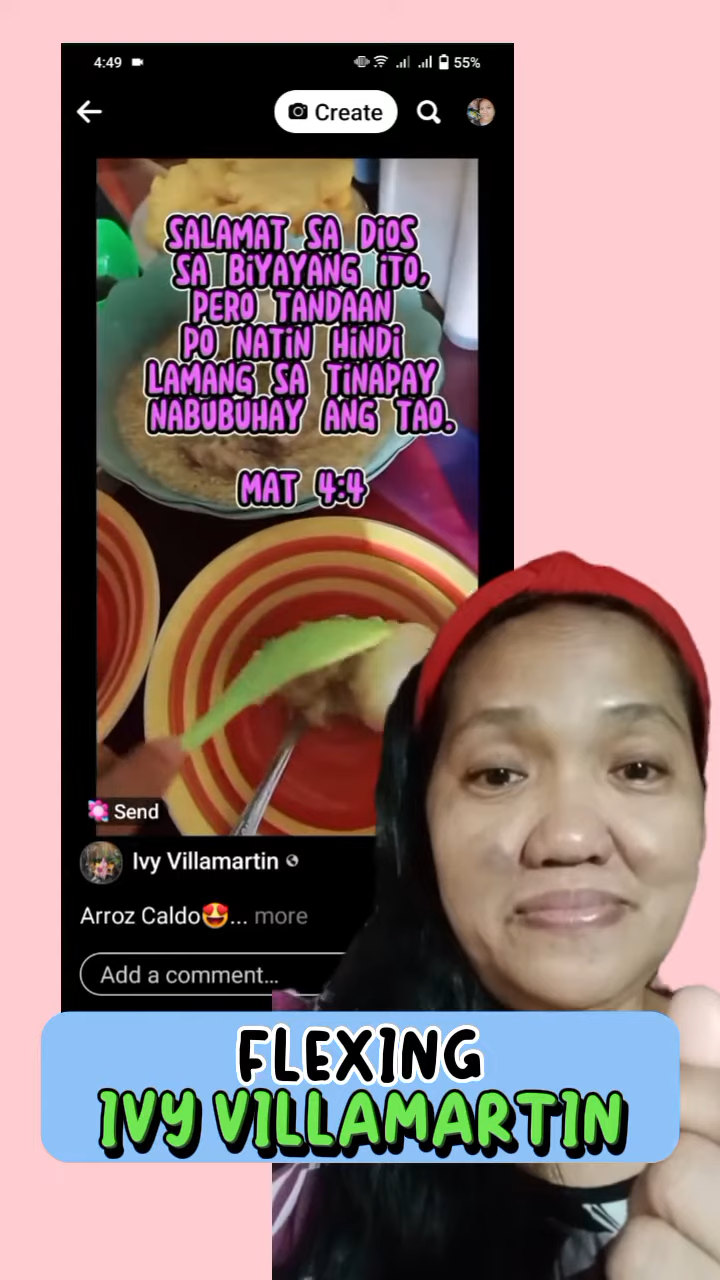 4:49
55%
Create
SALAMAT SA DiOS
SA BiYAYANG iTO,
PERO TANDAAN
PO NATiN HiNDi
LAMANG SA TiNAPAY
NABUBUHAY ANG TAO.
MAT 4:4
Send
Ivy Villamartin
Arroz Caldo😍... more
Add a comment...
FLEXING
IVY VILLAMARTIN